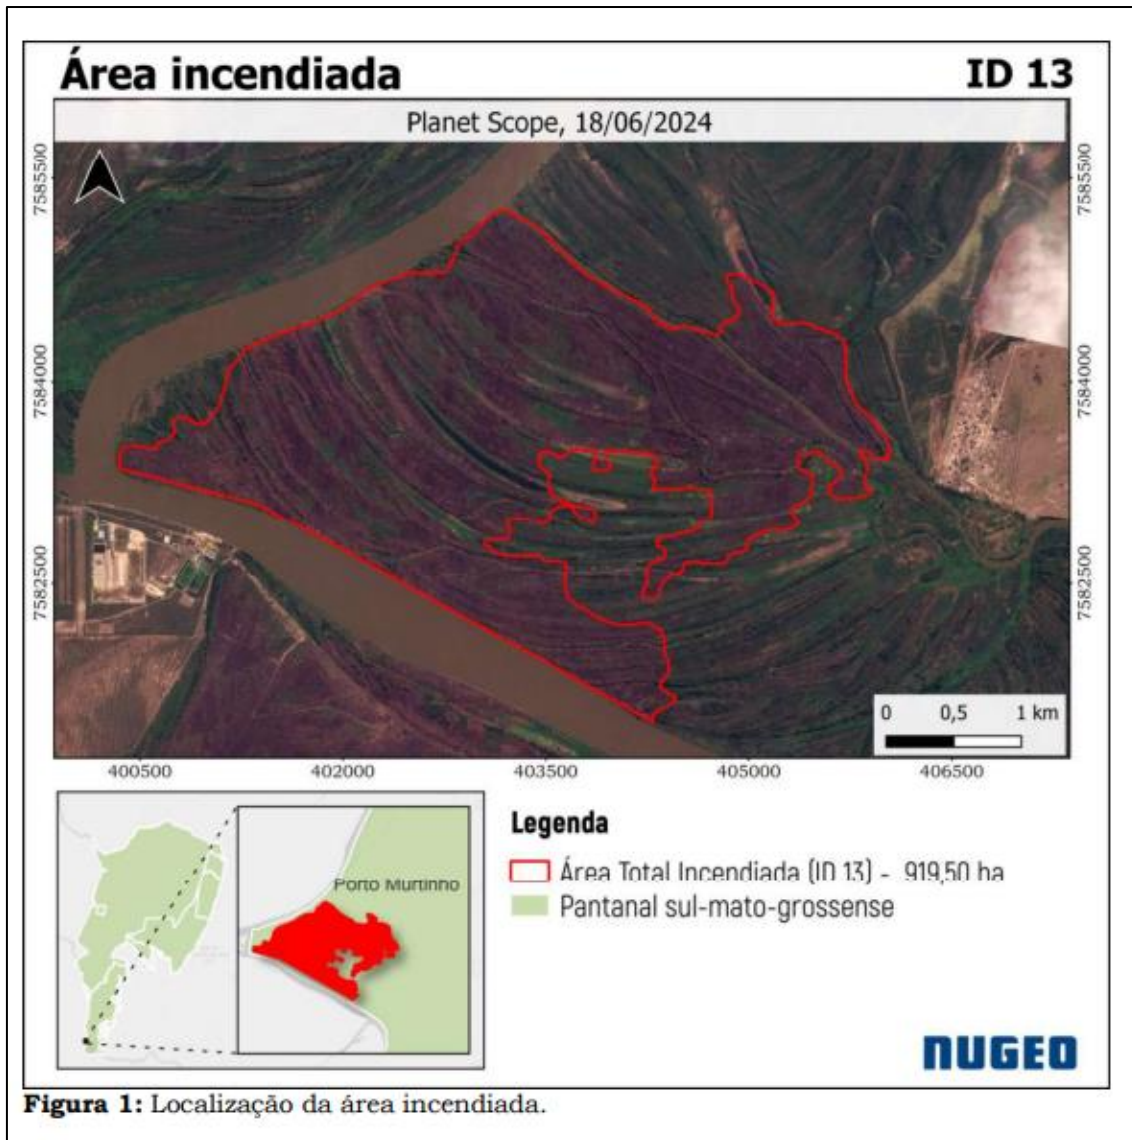 Área incendiada
ID 13
Planet Scope, 18/06/2024
7585500
7585500
7584000
7584000
7582500
7582500
0 0,5 1 km
400500 402000 403500 405000 406500
Porto Murtinho
Legenda
Área Total Incendiada (ID 13) - 919,50 ha
Pantanal sul-mato-grossense
NUGEO
Figura 1: Localização da área incendiada.